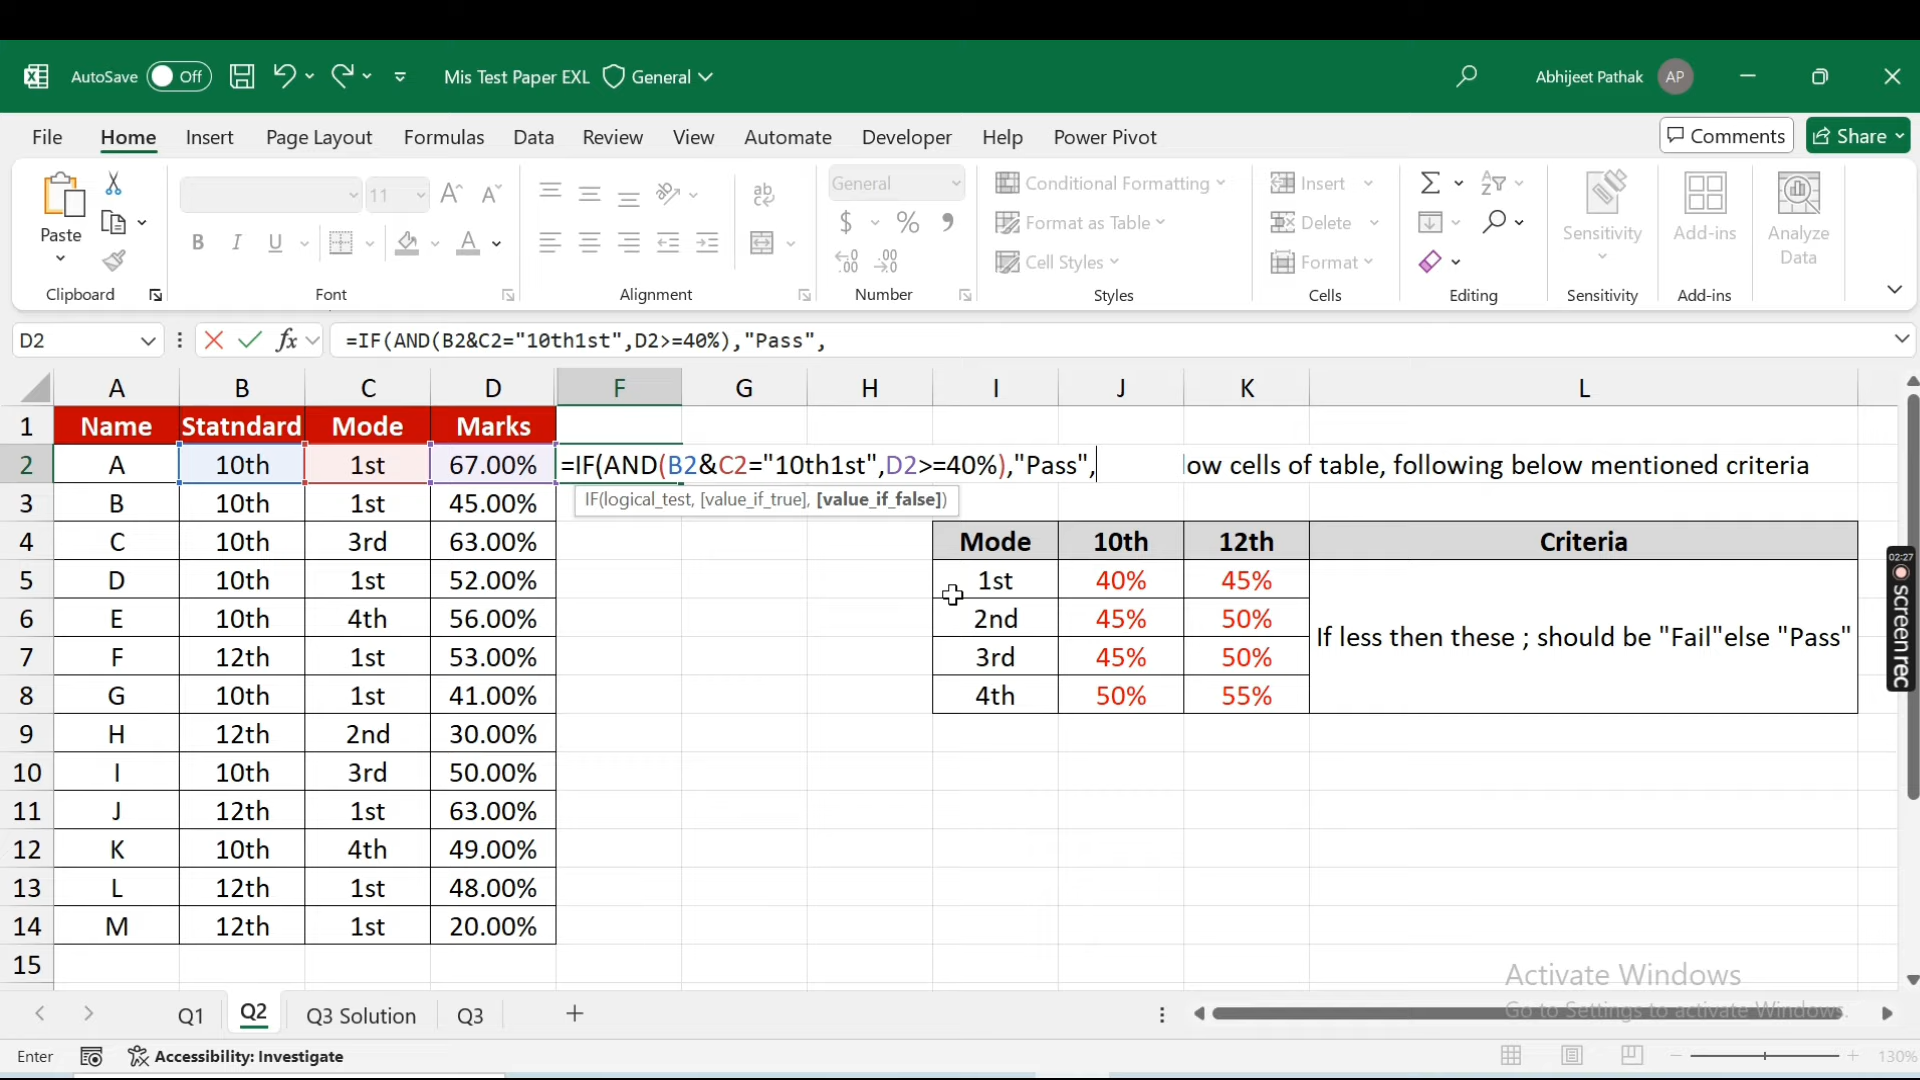 AutoSave Off Mis Test Paper EXL General Abhijeet Pathak AP
File Home Insert Page Layout Formulas Data Review View Automate Developer Help Power Pivot Comments Share
Paste 11 General Conditional Formatting Insert Sensitivity Add-ins Analyze Data
B I U A ab $ % Format as Table Delete
Cell Styles Format
Clipboard Font Alignment Number Styles Cells Editing Sensitivity Add-ins
D2 fx =IF(AND(B2&C2="10th1st",D2>=40%),"Pass",
A B C D F G H I J K L
1 Name Statndard Mode Marks
2 A 10th 1st 67.00% =IF(AND(B2&C2="10th1st",D2>=40%),"Pass", low cells of table, following below mentioned criteria
IF(logical_test, [value_if_true], [value_if_false])
3 B 10th 1st 45.00%
4 C 10th 3rd 63.00% Mode 10th 12th Criteria
5 D 10th 1st 52.00% 1st 40% 45%
6 E 10th 4th 56.00% 2nd 45% 50%
If less then these ; should be "Fail"else "Pass"
7 F 12th 1st 53.00% 3rd 45% 50%
8 G 10th 1st 41.00% 4th 50% 55%
9 H 12th 2nd 30.00%
10 I 10th 3rd 50.00%
11 J 12th 1st 63.00%
12 K 10th 4th 49.00%
13 L 12th 1st 48.00%
14 M 12th 1st 20.00%
15
02:27
screenrec
Activate Windows
Go to Settings to activate Windows.
Q1 Q2 Q3 Solution Q3
Enter Accessibility: Investigate 130%